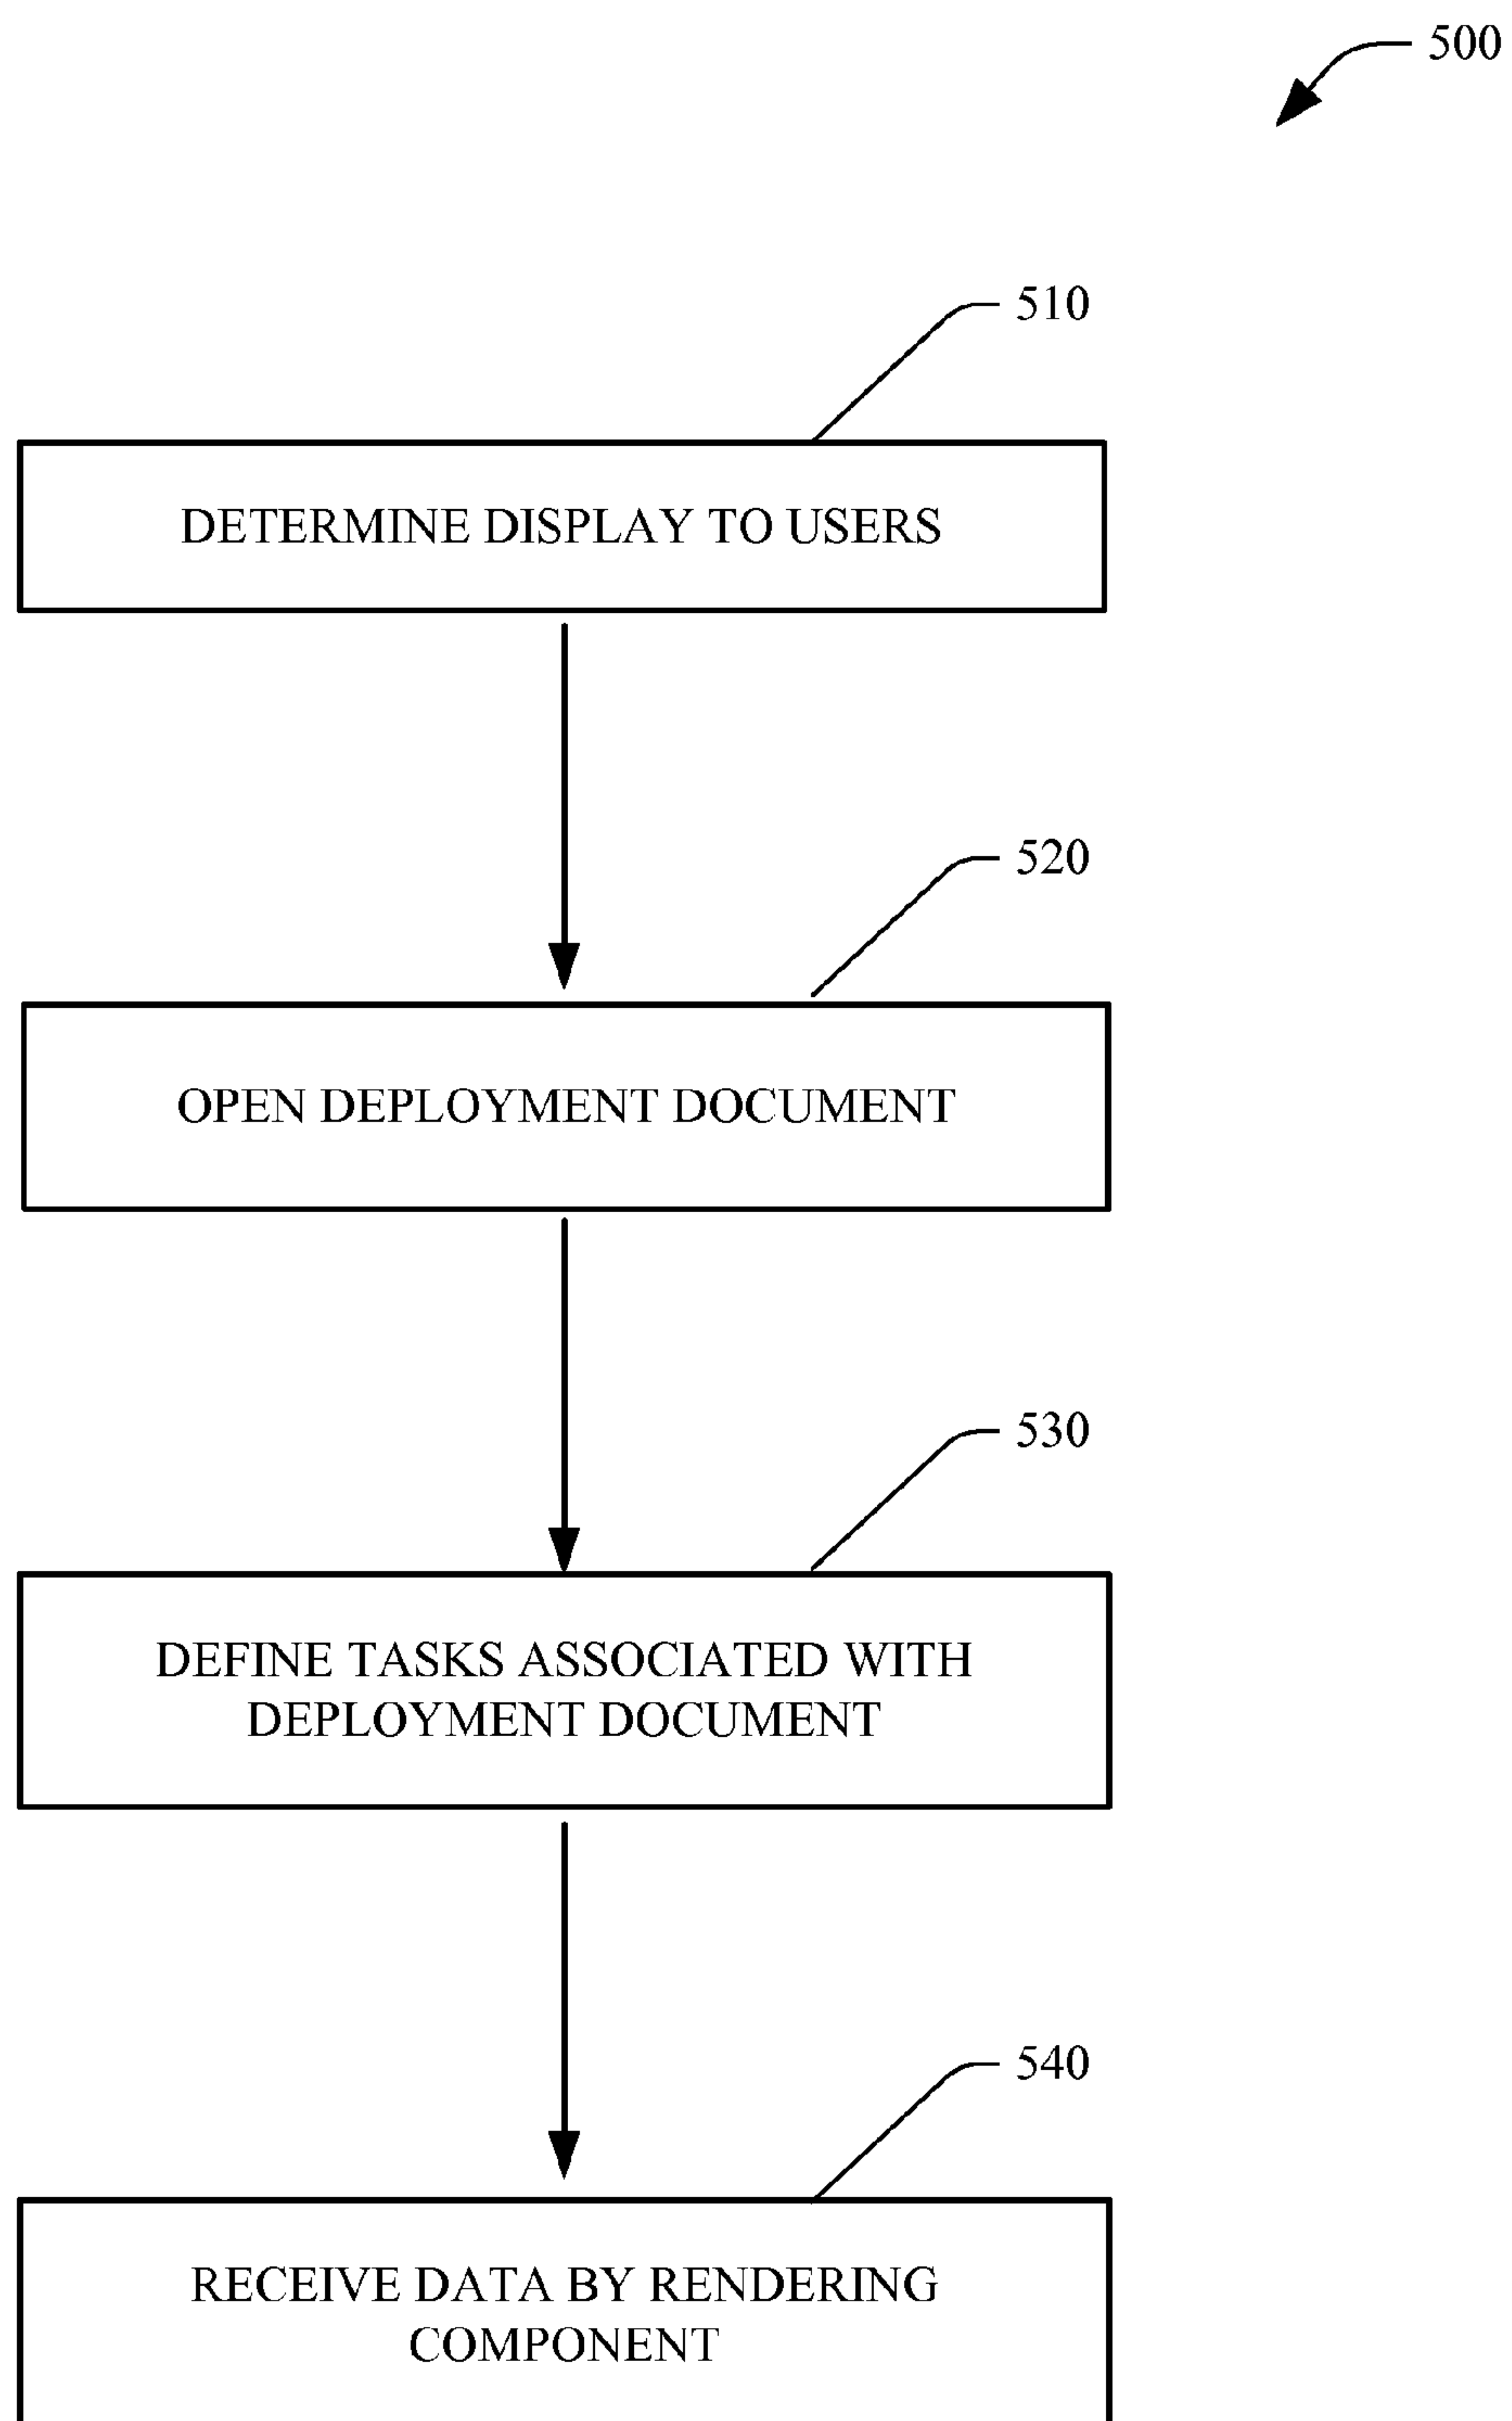 500
510
DETERMINE DISPLAY TO USERS
520
OPEN DEPLOYMENT DOCUMENT
530
DEFINE TASKS ASSOCIATED WITH
DEPLOYMENT DOCUMENT
540
RECEIVE DATA BY RENDERING
COMPONENT